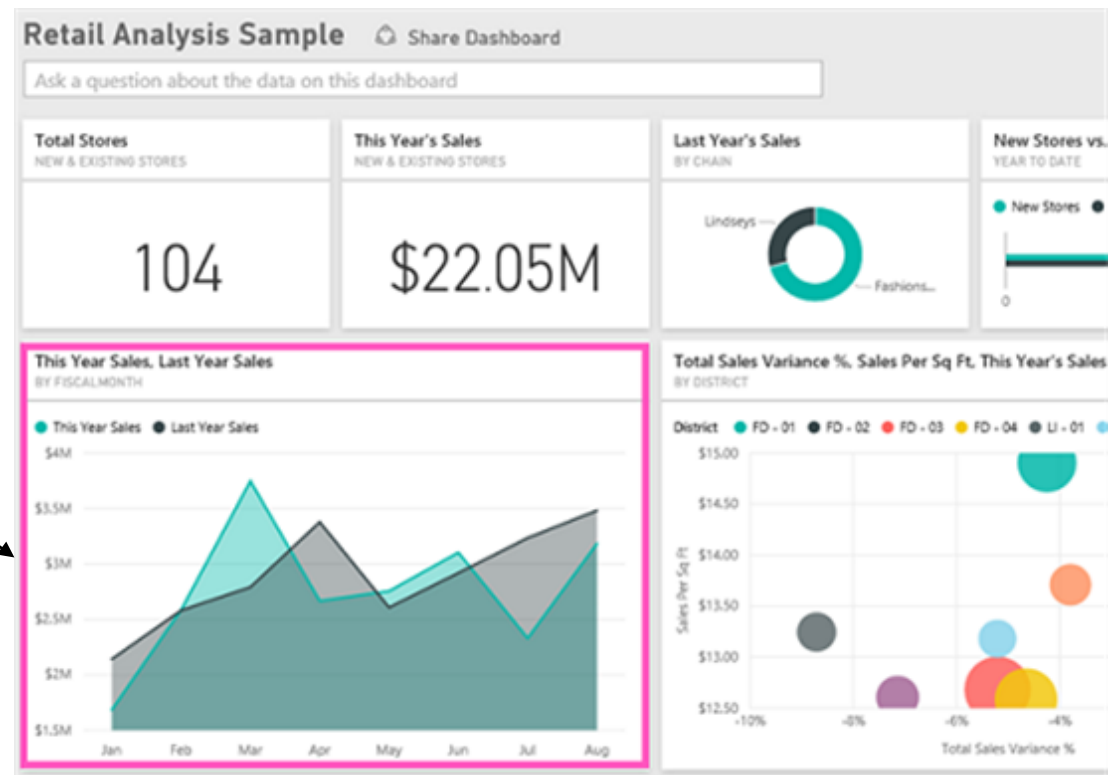 Retail Analysis Sample Share Dashboard
Ask a question about the data on this dashboard
Total Stores
NEW & EXISTING STORES
104
This Year's Sales
NEW & EXISTING STORES
$22.05M
Last Year's Sales
BY CHAIN
Lindseys
Fashions...
New Stores vs.
YEAR TO DATE
New Stores
0
This Year Sales, Last Year Sales
BY FISCALMONTH
This Year Sales Last Year Sales
$4M
$3.5M
$3M
$2.5M
$2M
$1.5M
Jan Feb Mar Apr May Jun Jul Aug
Total Sales Variance %, Sales Per Sq Ft, This Year's Sales
BY DISTRICT
District FD - 01 FD - 02 FD - 03 FD - 04 LI - 01
Sales Per Sq Ft
$15.00
$14.50
$14.00
$13.50
$13.00
$12.50
-10% -8% -6% -4%
Total Sales Variance %